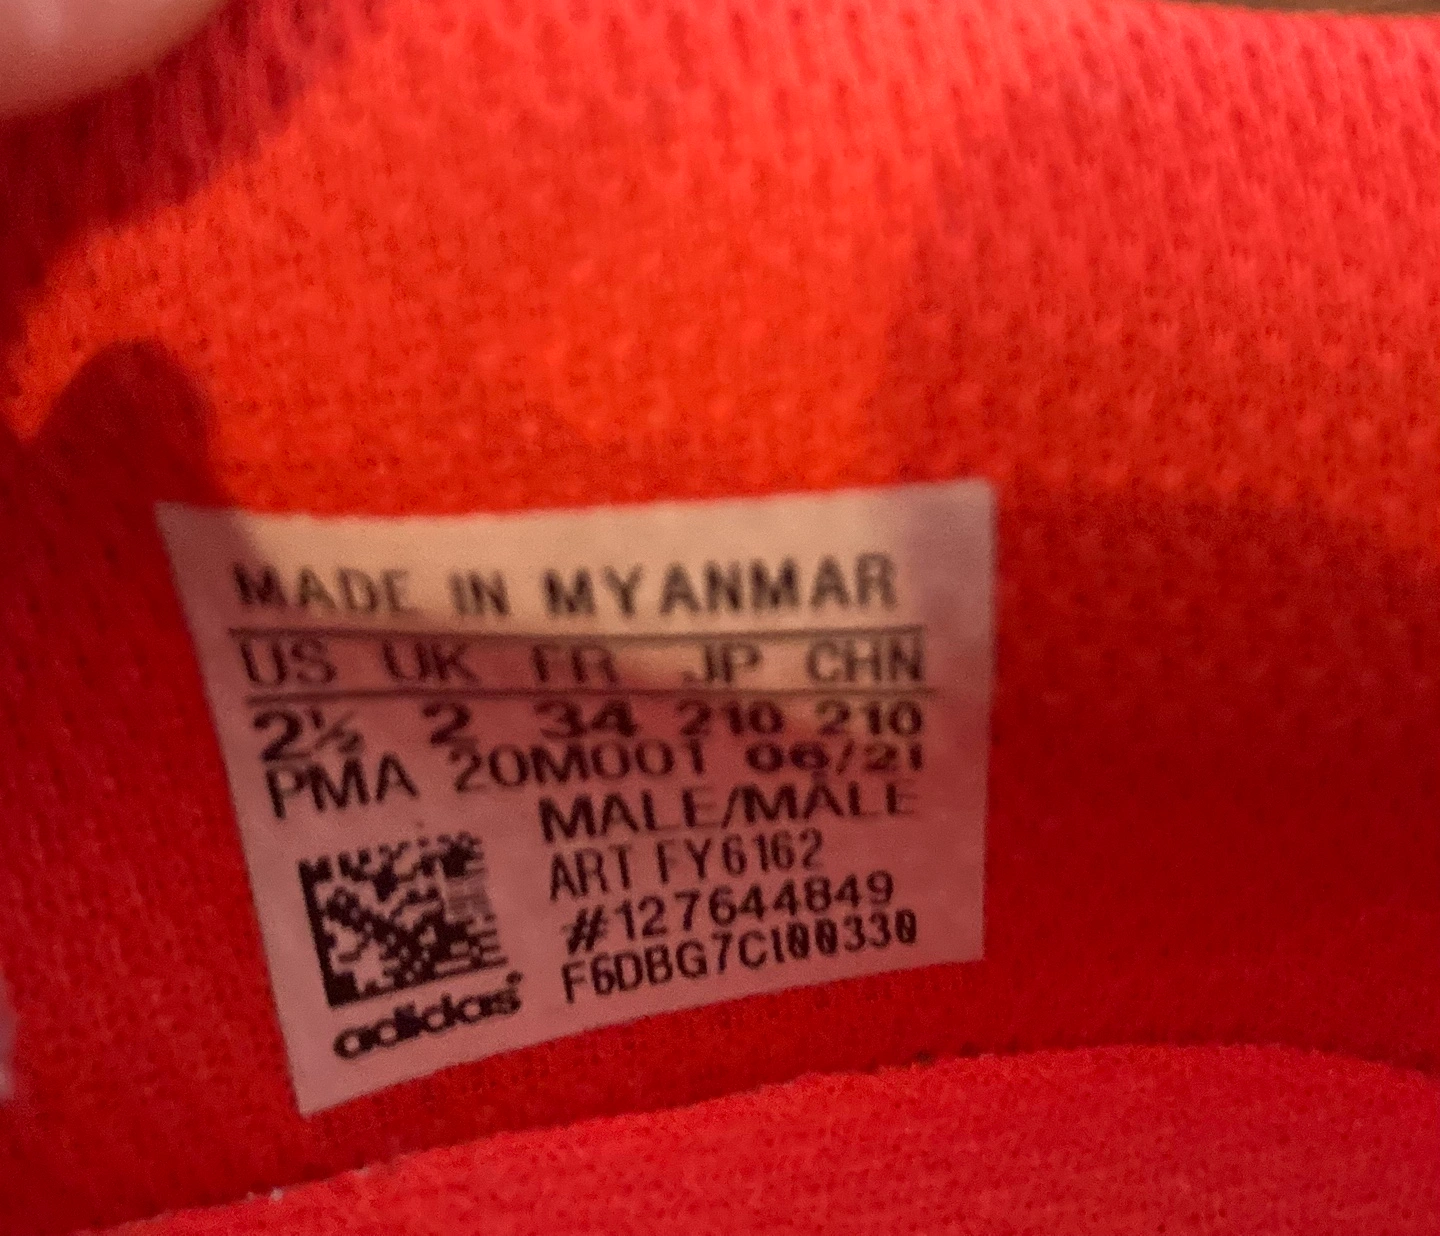 MADE IN MYANMAR
US UK FR JP CHN
2½ 2 34 210 210
PMA 20M001 06/21
MALE/MÂLE
ART FY6162
#127644849
F6DBG7CI00330
adidas